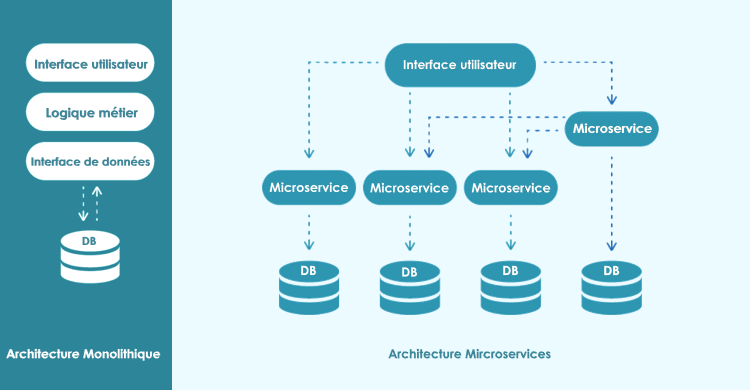 Interface utilisateur
Logique métier
Interface de données
DB
Architecture Monolithique
Interface utilisateur
Microservice
Microservice
Microservice
Microservice
DB
DB
DB
DB
Architecture Mircroservices